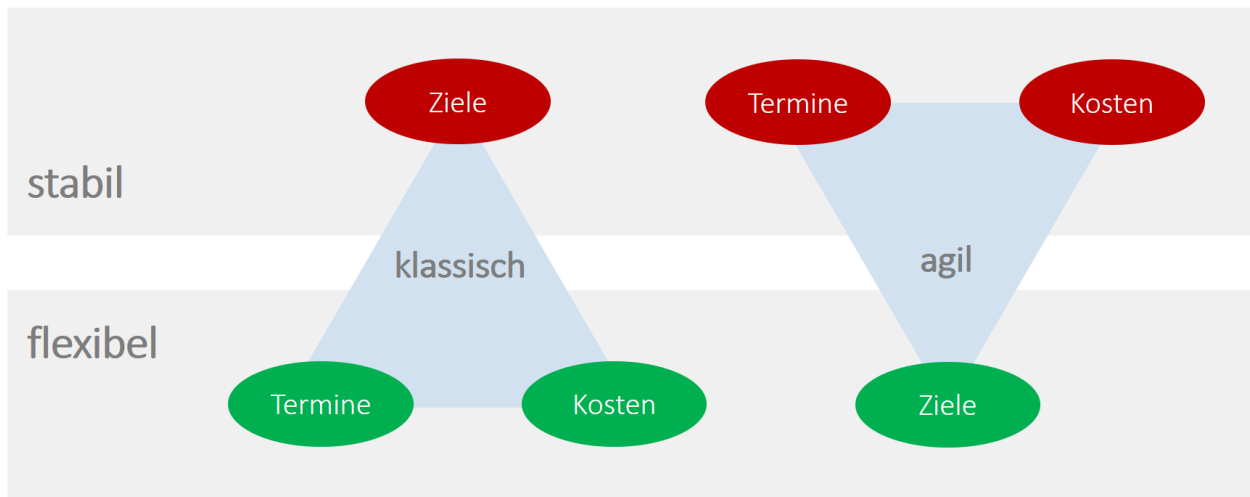 Ziele
Termine
Kosten
stabil
klassisch
agil
flexibel
Termine
Kosten
Ziele